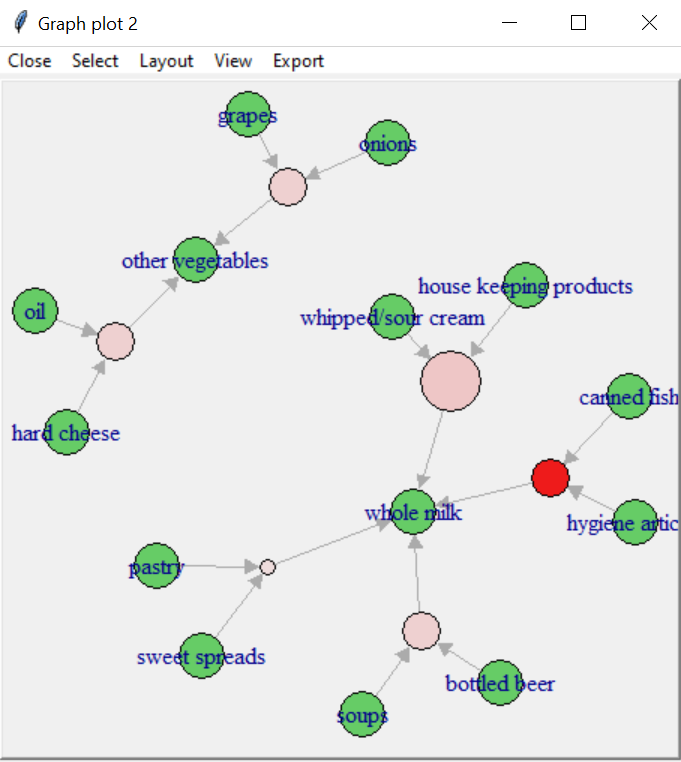 Graph plot 2
Close Select Layout View Export
grapes
onions
other vegetables
house keeping products
oil
whipped/sour cream
canned fish
hard cheese
whole milk
hygiene artic
pastry
sweet spreads
bottled beer
soups